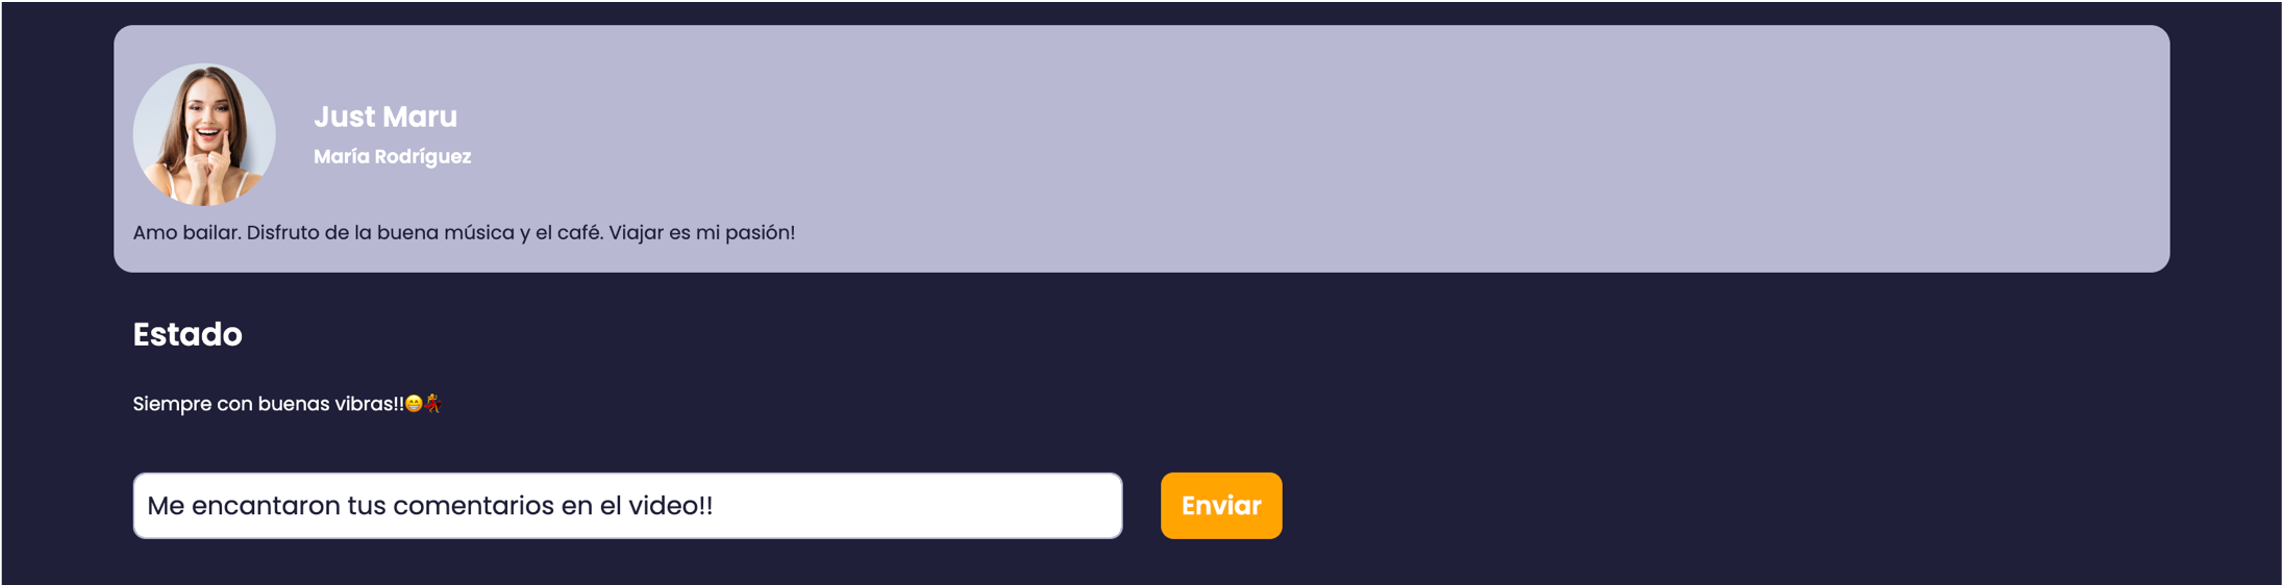 Just Maru
María Rodríguez
Amo bailar. Disfruto de la buena música y el café. Viajar es mi pasión!
Estado
Siempre con buenas vibras!!😁💃
Me encantaron tus comentarios en el video!!
Enviar